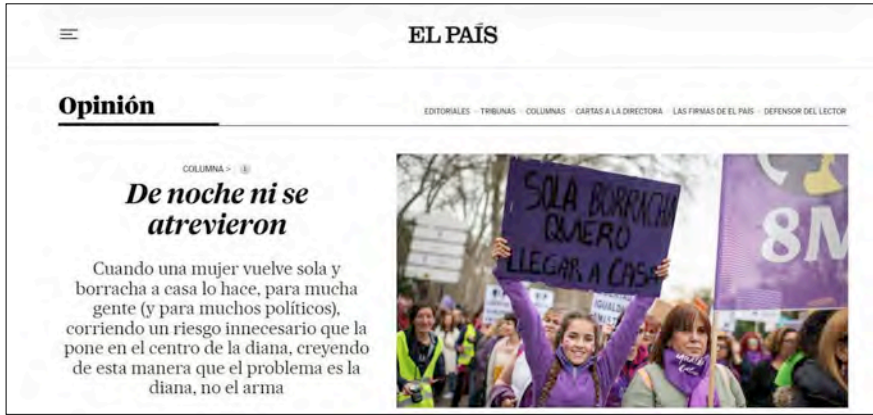 EL PAÍS
Opinión
EDITORIALES · TRIBUNAS · COLUMNAS · CARTAS A LA DIRECTORA · LAS FIRMAS DE EL PAÍS · DEFENSOR DEL LECTOR
COLUMNA >
De noche ni se
atrevieron
Cuando una mujer vuelve sola y
borracha a casa lo hace, para mucha
gente (y para muchos políticos),
corriendo un riesgo innecesario que la
pone en el centro de la diana, creyendo
de esta manera que el problema es la
diana, no el arma
SOLA BORRACHA
QUIERO
LLEGAR A CASA
8M